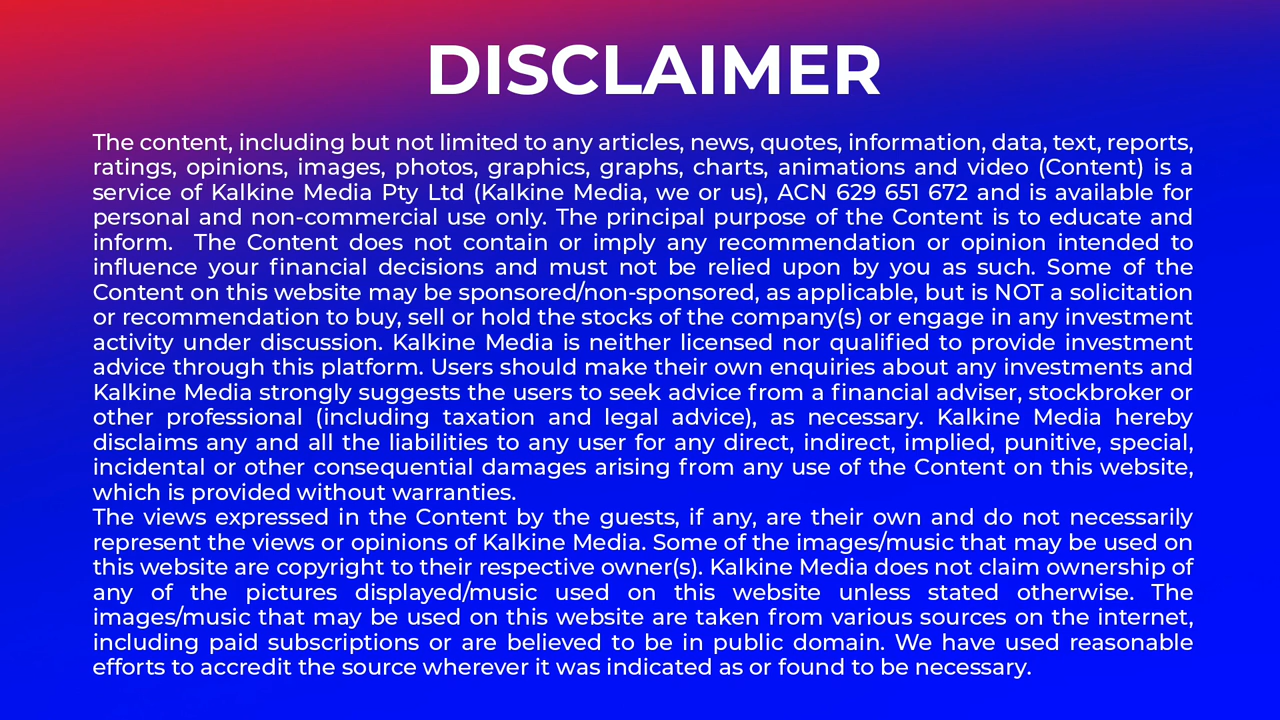 DISCLAIMER
The content, including but not limited to any articles, news, quotes, information, data, text, reports,
ratings, opinions, images, photos, graphics, graphs, charts, animations and video (Content) is a
service of Kalkine Media Pty Ltd (Kalkine Media, we or us), ACN 629 651 672 and is available for
personal and non-commercial use only. The principal purpose of the Content is to educate and
inform.  The Content does not contain or imply any recommendation or opinion intended to
influence your financial decisions and must not be relied upon by you as such. Some of the
Content on this website may be sponsored/non-sponsored, as applicable, but is NOT a solicitation
or recommendation to buy, sell or hold the stocks of the company(s) or engage in any investment
activity under discussion. Kalkine Media is neither licensed nor qualified to provide investment
advice through this platform. Users should make their own enquiries about any investments and
Kalkine Media strongly suggests the users to seek advice from a financial adviser, stockbroker or
other professional (including taxation and legal advice), as necessary. Kalkine Media hereby
disclaims any and all the liabilities to any user for any direct, indirect, implied, punitive, special,
incidental or other consequential damages arising from any use of the Content on this website,
which is provided without warranties.
The views expressed in the Content by the guests, if any, are their own and do not necessarily
represent the views or opinions of Kalkine Media. Some of the images/music that may be used on
this website are copyright to their respective owner(s). Kalkine Media does not claim ownership of
any of the pictures displayed/music used on this website unless stated otherwise. The
images/music that may be used on this website are taken from various sources on the internet,
including paid subscriptions or are believed to be in public domain. We have used reasonable
efforts to accredit the source wherever it was indicated as or found to be necessary.